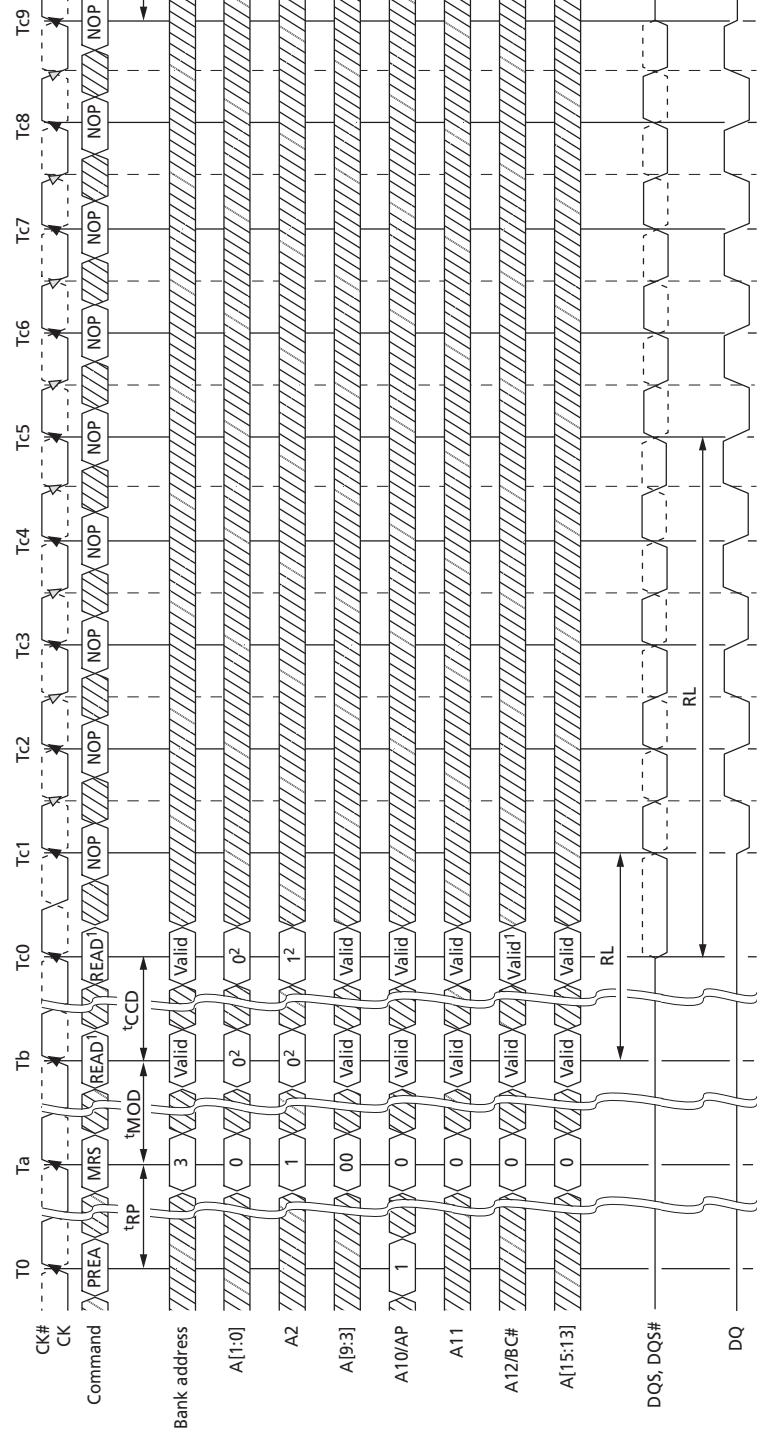 T0 Ta Tb Tc0 Tc1 Tc2 Tc3 Tc4 Tc5 Tc6 Tc7 Tc8 Tc9
CK#
CK
Command PREA MRS READ¹ READ¹ NOP NOP NOP NOP NOP NOP NOP NOP NOP
tRP tMOD tCCD
Bank address 3 Valid Valid
A[1:0] 0 0² 0²
A2 1 0² 1²
A[9:3] 00 Valid Valid
A10/AP 1 0 Valid Valid
A11 0 Valid Valid
A12/BC# 0 Valid Valid¹
A[15:13] 0 Valid Valid
RL
DQS, DQS#
RL
DQ